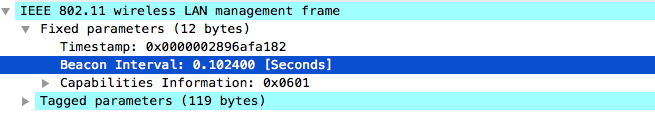 IEEE 802.11 wireless LAN management frame
Fixed parameters (12 bytes)
Timestamp: 0x0000002896afa182
Beacon Interval: 0.102400 [Seconds]
Capabilities Information: 0x0601
Tagged parameters (119 bytes)